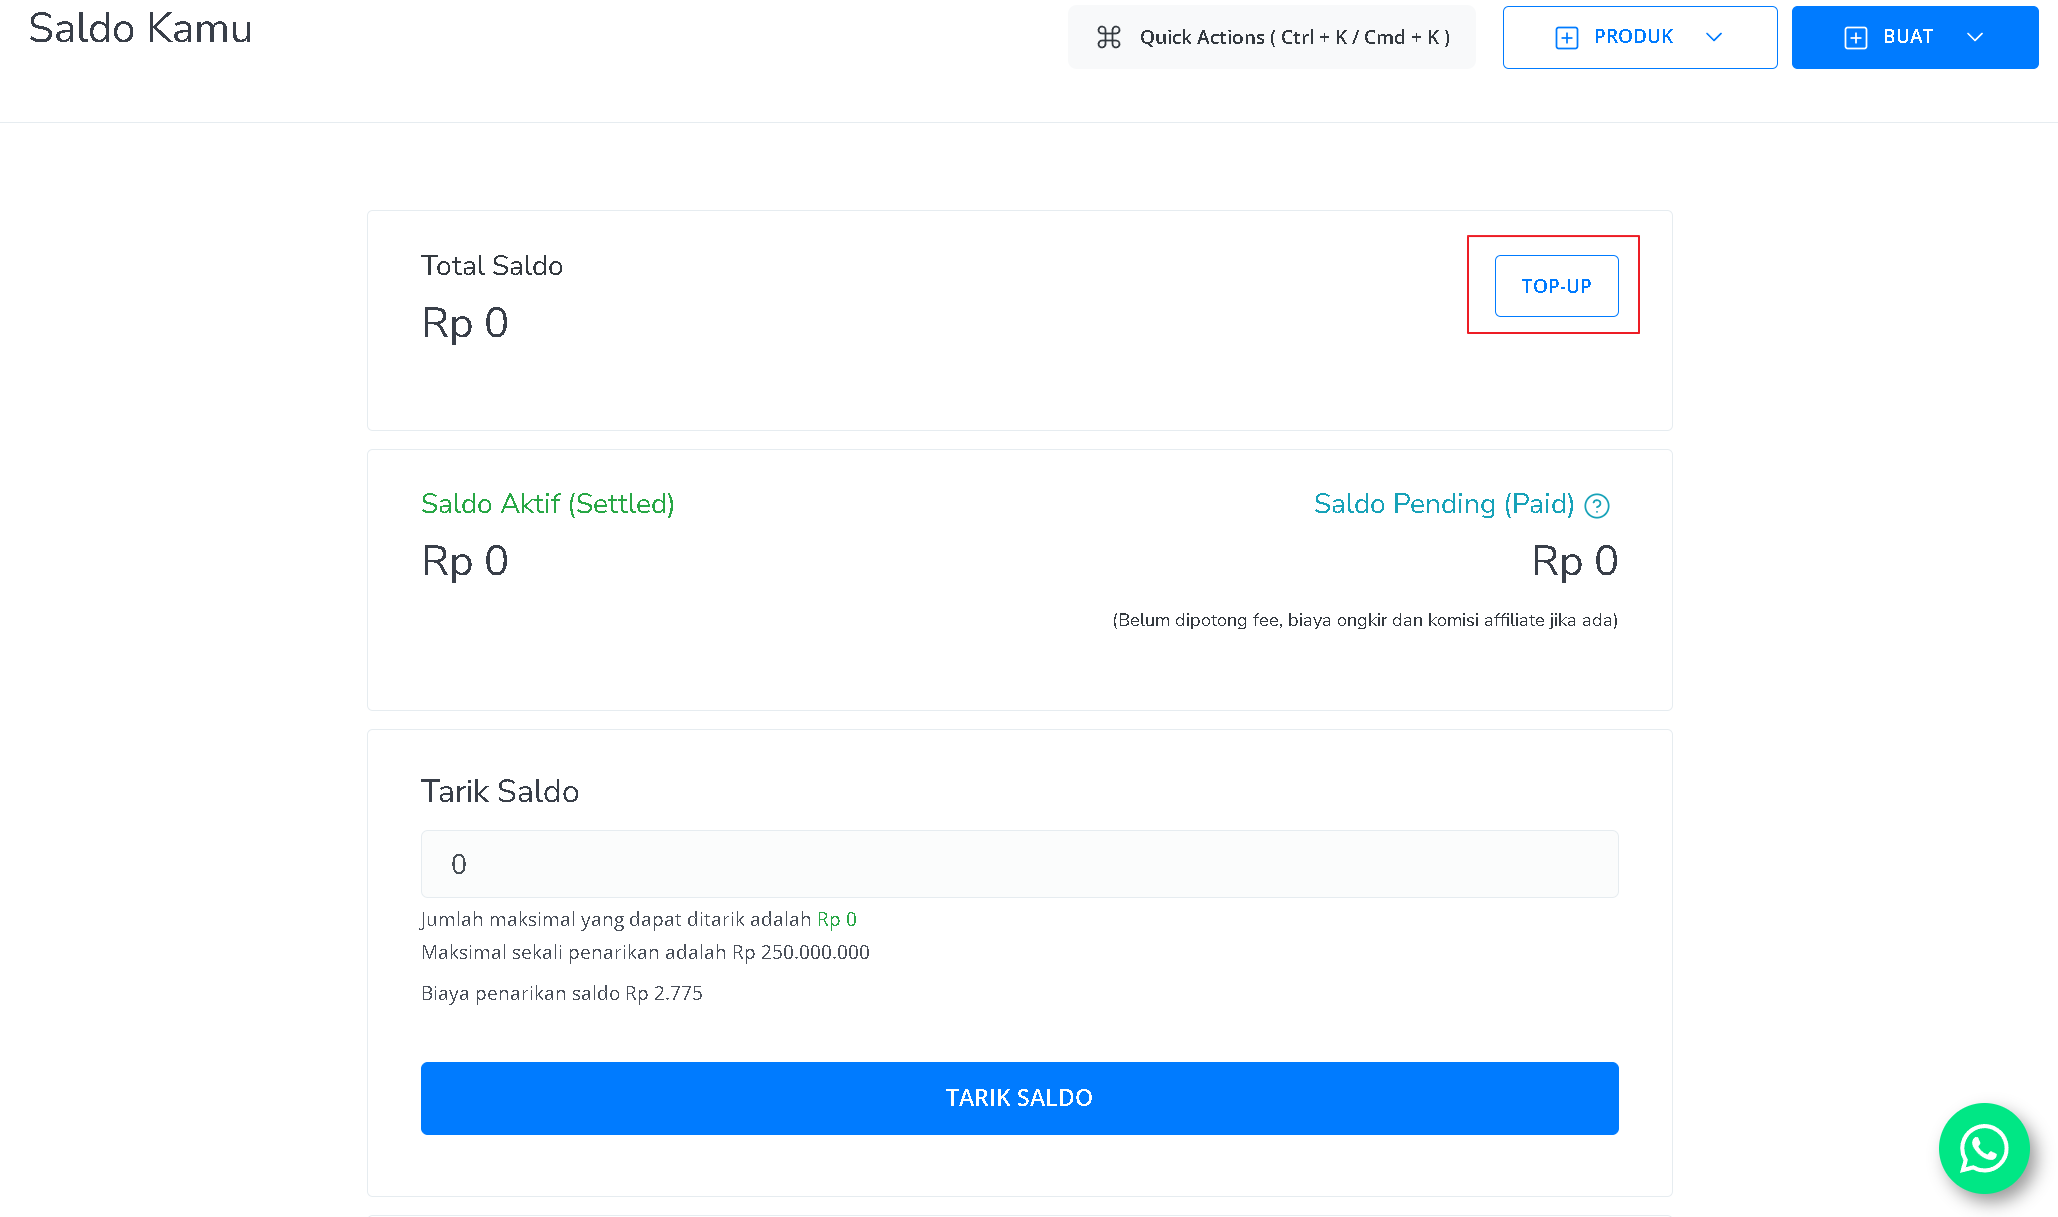 Saldo Kamu
Quick Actions ( Ctrl + K / Cmd + K )
PRODUK
BUAT
Total Saldo
Rp 0
TOP-UP
Saldo Aktif (Settled)
Rp 0
Saldo Pending (Paid) ?
Rp 0
(Belum dipotong fee, biaya ongkir dan komisi affiliate jika ada)
Tarik Saldo
0
Jumlah maksimal yang dapat ditarik adalah Rp 0
Maksimal sekali penarikan adalah Rp 250.000.000
Biaya penarikan saldo Rp 2.775
TARIK SALDO